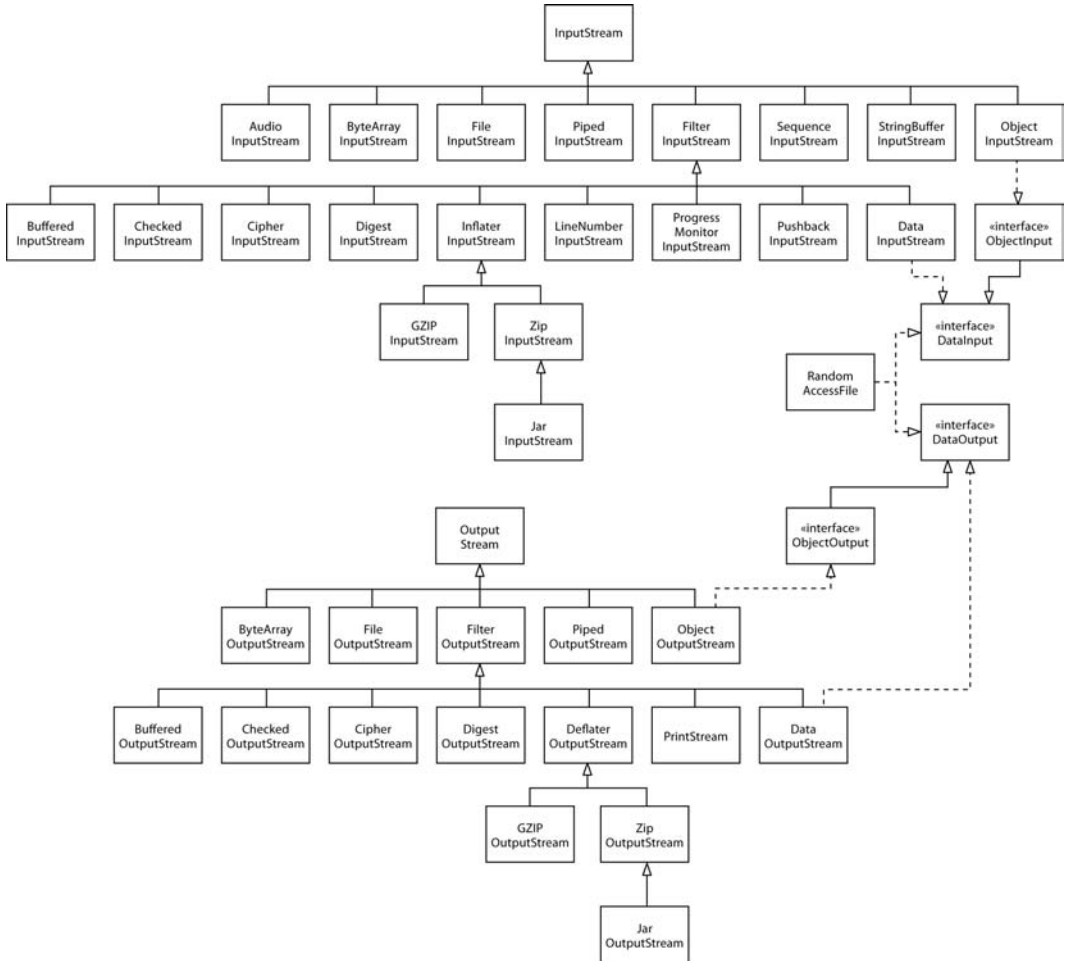 InputStream
Audio
InputStream
ByteArray
InputStream
File
InputStream
Piped
InputStream
Filter
InputStream
Sequence
InputStream
StringBuffer
InputStream
Object
InputStream
Buffered
InputStream
Checked
InputStream
Cipher
InputStream
Digest
InputStream
Inflater
InputStream
LineNumber
InputStream
Progress
Monitor
InputStream
Pushback
InputStream
Data
InputStream
«interface»
ObjectInput
GZIP
InputStream
Zip
InputStream
«interface»
DataInput
Random
AccessFile
Jar
InputStream
«interface»
DataOutput
Output
Stream
«interface»
ObjectOutput
ByteArray
OutputStream
File
OutputStream
Filter
OutputStream
Piped
OutputStream
Object
OutputStream
Buffered
OutputStream
Checked
OutputStream
Cipher
OutputStream
Digest
OutputStream
Deflater
OutputStream
PrintStream
Data
OutputStream
GZIP
OutputStream
Zip
OutputStream
Jar
OutputStream